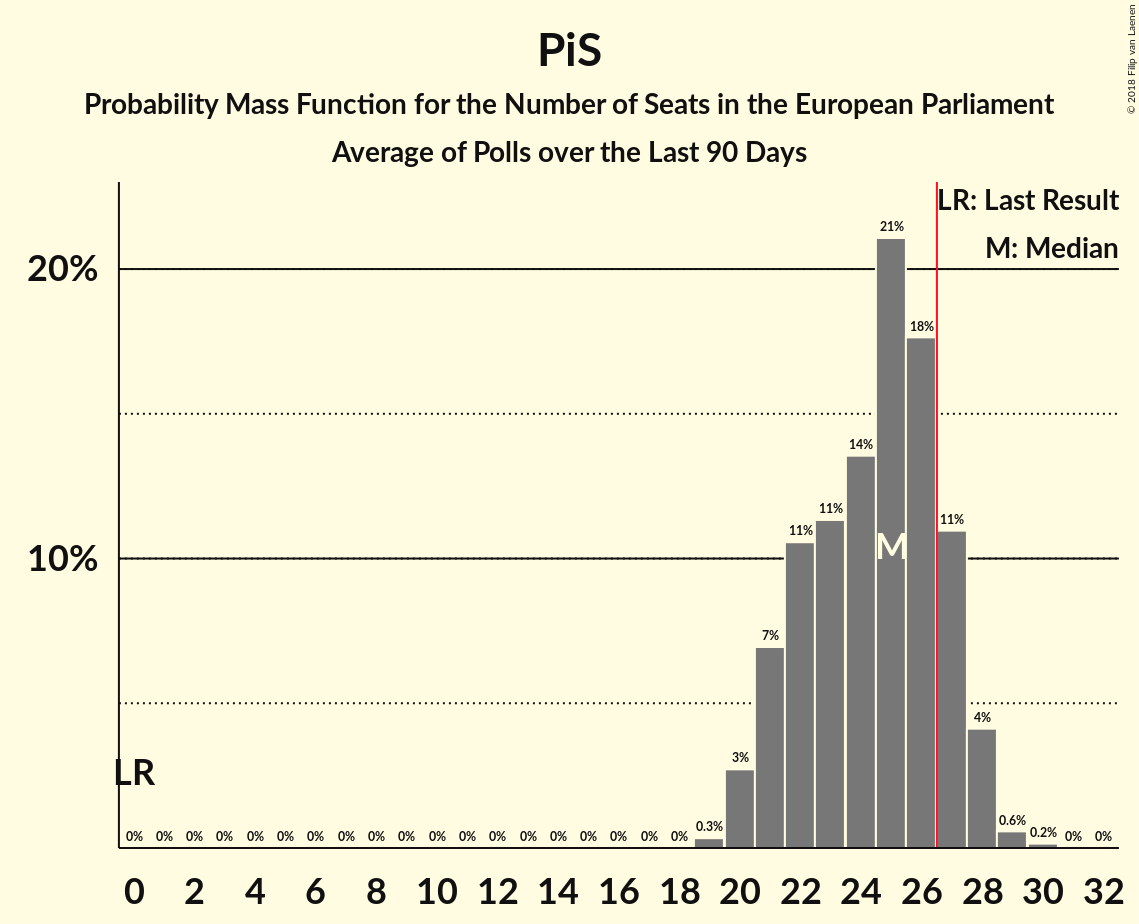 PiS
Probability Mass Function for the Number of Seats in the European Parliament
Average of Polls over the Last 90 Days
© 2018 Filip van Laenen
LR: Last Result
M: Median
20%
10%
21%
18%
14%
11%
11%
11%
7%
4%
3%
0.6%
0.3%
0.2%
M
LR
0% 0% 0% 0% 0% 0% 0% 0% 0% 0% 0% 0% 0% 0% 0% 0% 0% 0% 0% 0% 0%
0 2 4 6 8 10 12 14 16 18 20 22 24 26 28 30 32